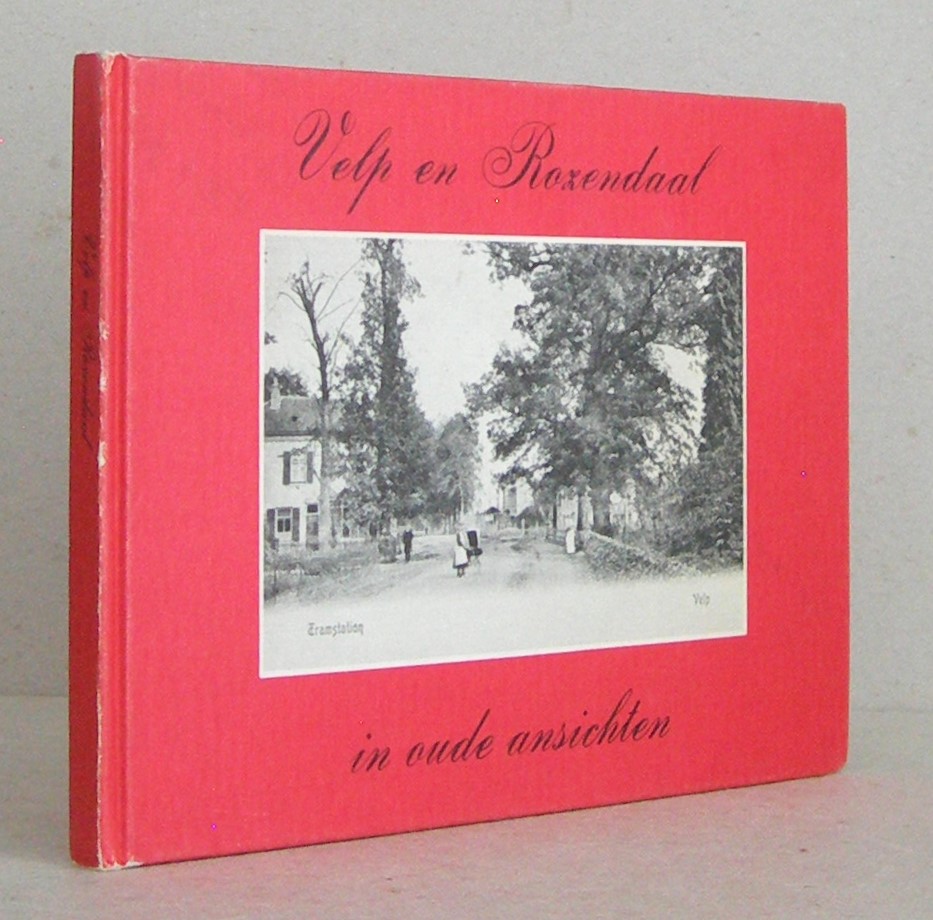 Velp en Rozendaal
Tramstation
Velp
in oude ansichten
Velp en Rozendaal